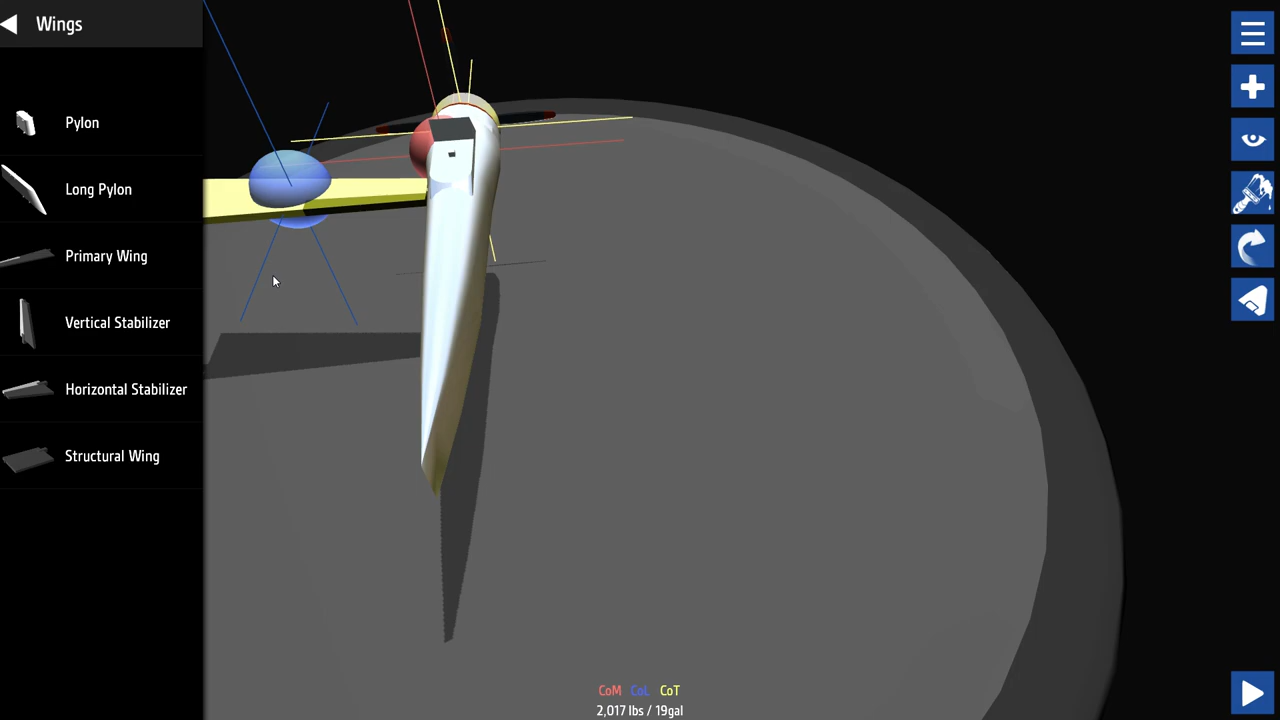 Wings
Pylon
Long Pylon
Primary Wing
Vertical Stabilizer
Horizontal Stabilizer
Structural Wing
CoM CoL CoT
2,017 lbs / 19gal